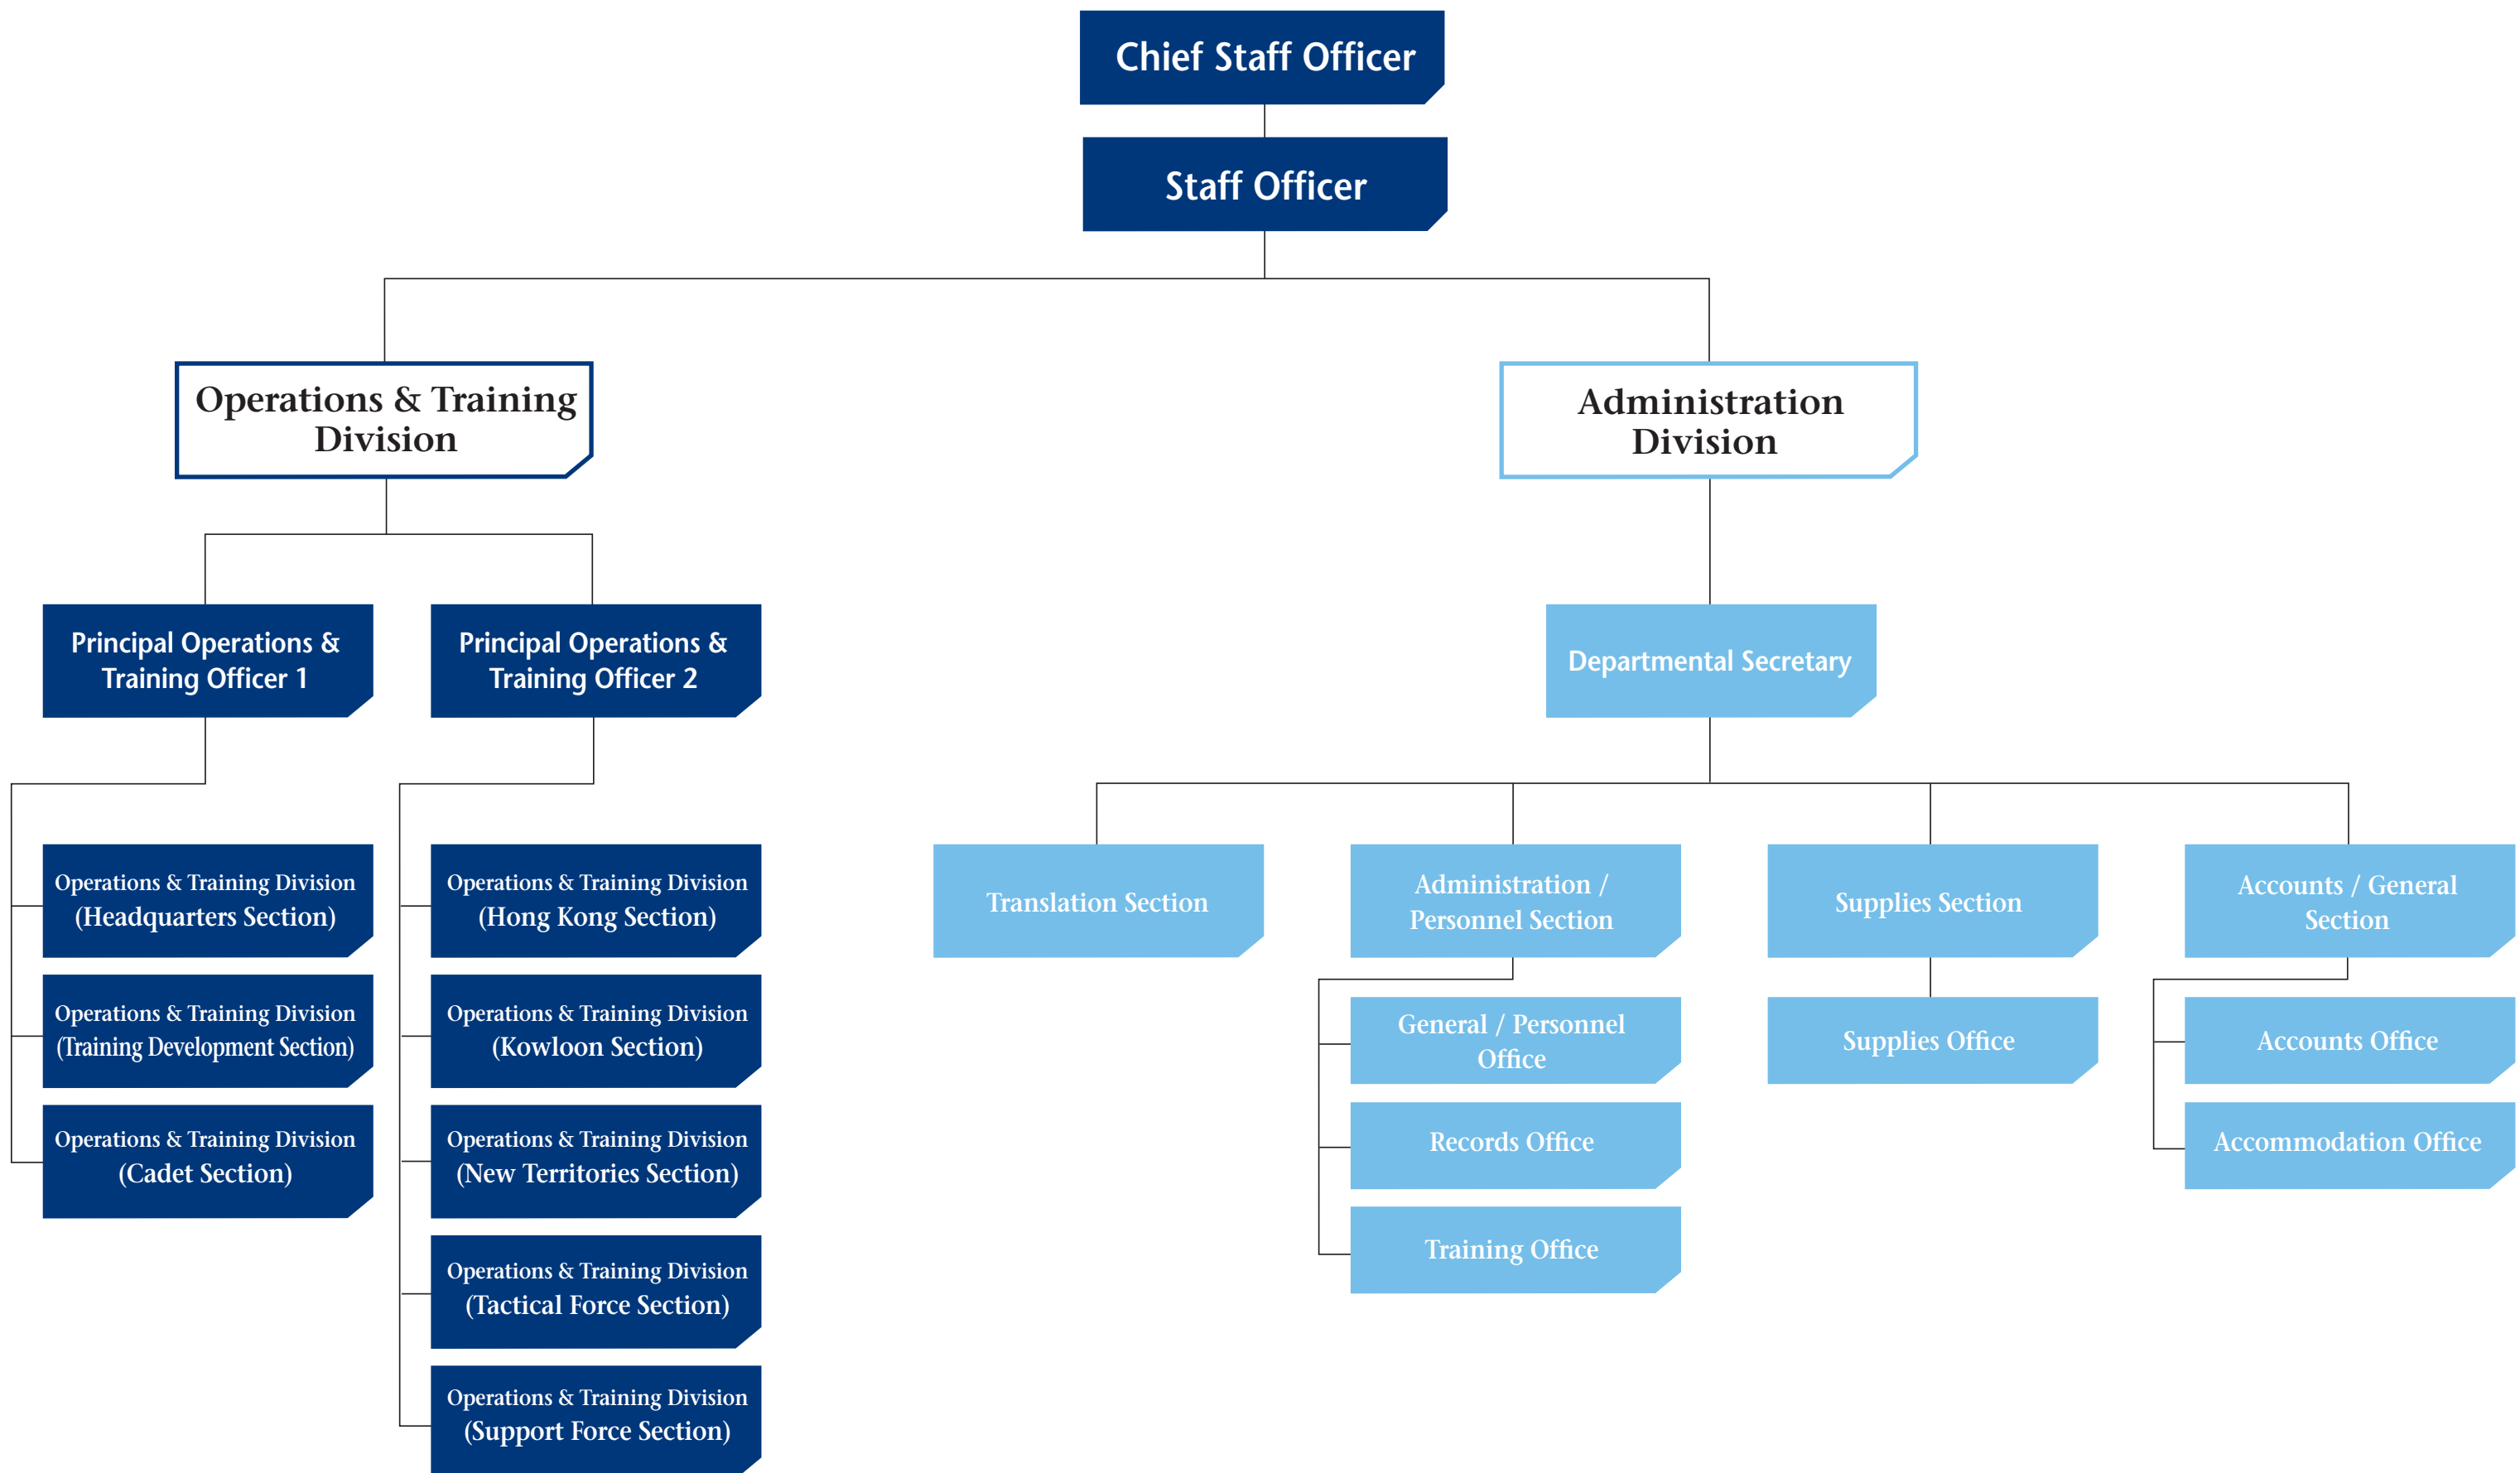 Chief Staff Officer
Staff Officer
Operations & Training
Division
Administration
Division
Principal Operations &
Training Officer 1
Principal Operations &
Training Officer 2
Departmental Secretary
Operations & Training Division
(Headquarters Section)
Operations & Training Division
(Training Development Section)
Operations & Training Division
(Cadet Section)
Operations & Training Division
(Hong Kong Section)
Operations & Training Division
(Kowloon Section)
Operations & Training Division
(New Territories Section)
Operations & Training Division
(Tactical Force Section)
Operations & Training Division
(Support Force Section)
Translation Section
Administration /
Personnel Section
General / Personnel
Office
Records Office
Training Office
Supplies Section
Supplies Office
Accounts / General
Section
Accounts Office
Accommodation Office